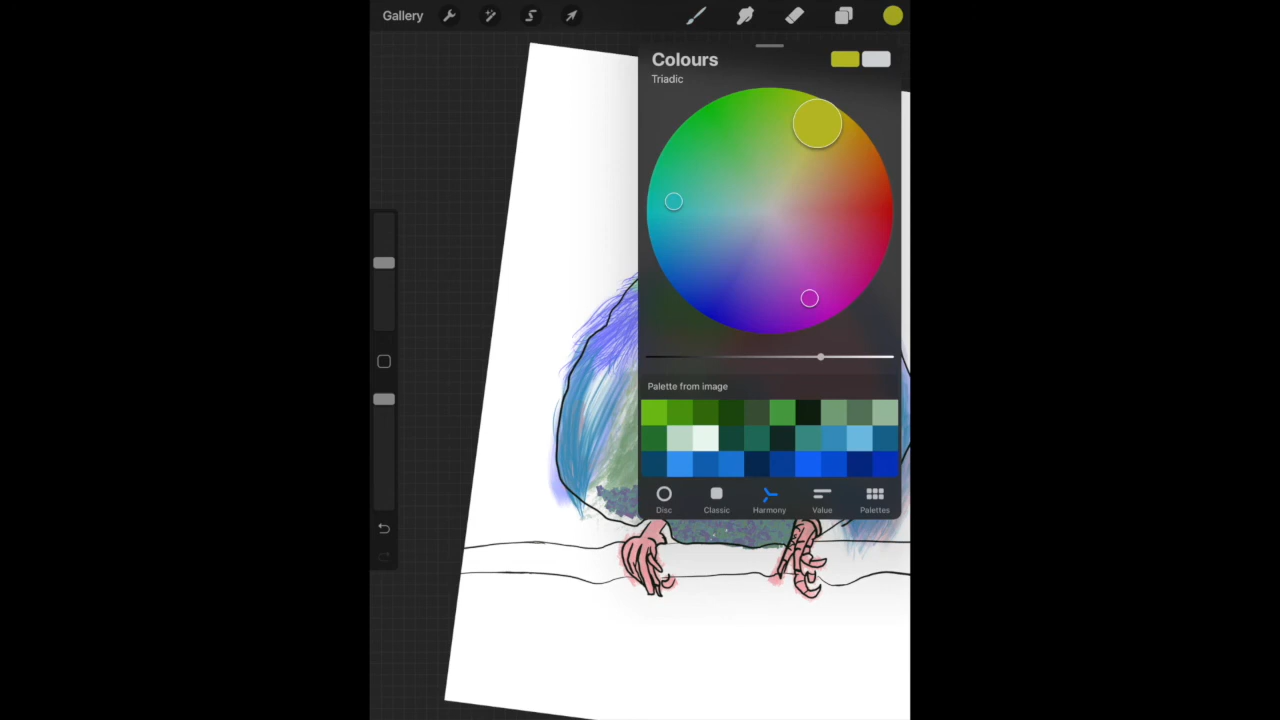 Gallery
Colours
Triadic
Palette from image
Disc
Classic
Harmony
Value
Palettes